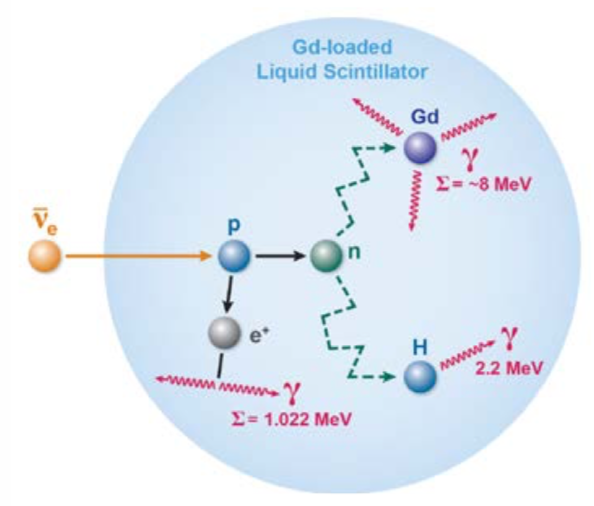 Gd-loaded
Liquid Scintillator
Gd
γ
Σ = ~8 MeV
ν̄e
p
n
e⁺
H
γ
2.2 MeV
γ
Σ = 1.022 MeV